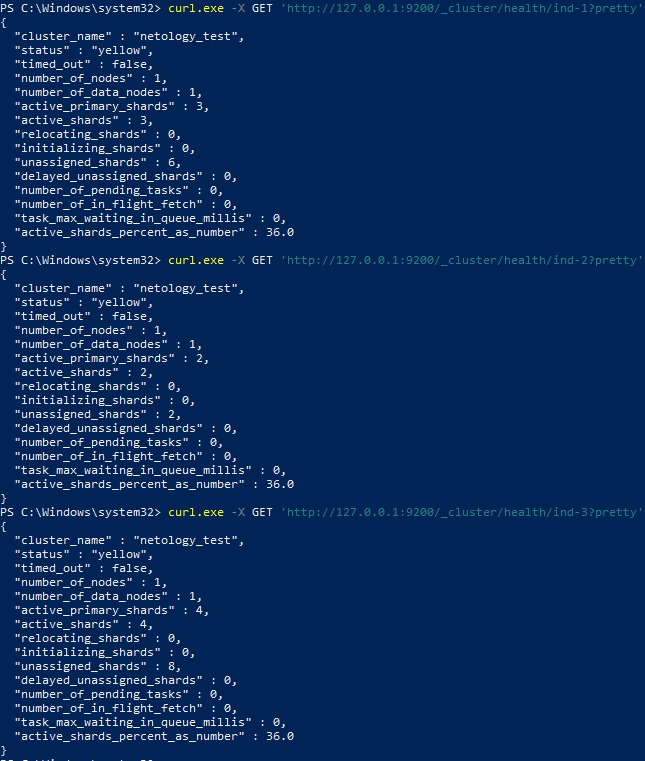 PS C:\Windows\system32> curl.exe -X GET 'http://127.0.0.1:9200/_cluster/health/ind-1?pretty'
{
  "cluster_name" : "netology_test",
  "status" : "yellow",
  "timed_out" : false,
  "number_of_nodes" : 1,
  "number_of_data_nodes" : 1,
  "active_primary_shards" : 3,
  "active_shards" : 3,
  "relocating_shards" : 0,
  "initializing_shards" : 0,
  "unassigned_shards" : 6,
  "delayed_unassigned_shards" : 0,
  "number_of_pending_tasks" : 0,
  "number_of_in_flight_fetch" : 0,
  "task_max_waiting_in_queue_millis" : 0,
  "active_shards_percent_as_number" : 36.0
}
PS C:\Windows\system32> curl.exe -X GET 'http://127.0.0.1:9200/_cluster/health/ind-2?pretty'
{
  "cluster_name" : "netology_test",
  "status" : "yellow",
  "timed_out" : false,
  "number_of_nodes" : 1,
  "number_of_data_nodes" : 1,
  "active_primary_shards" : 2,
  "active_shards" : 2,
  "relocating_shards" : 0,
  "initializing_shards" : 0,
  "unassigned_shards" : 2,
  "delayed_unassigned_shards" : 0,
  "number_of_pending_tasks" : 0,
  "number_of_in_flight_fetch" : 0,
  "task_max_waiting_in_queue_millis" : 0,
  "active_shards_percent_as_number" : 36.0
}
PS C:\Windows\system32> curl.exe -X GET 'http://127.0.0.1:9200/_cluster/health/ind-3?pretty'
{
  "cluster_name" : "netology_test",
  "status" : "yellow",
  "timed_out" : false,
  "number_of_nodes" : 1,
  "number_of_data_nodes" : 1,
  "active_primary_shards" : 4,
  "active_shards" : 4,
  "relocating_shards" : 0,
  "initializing_shards" : 0,
  "unassigned_shards" : 8,
  "delayed_unassigned_shards" : 0,
  "number_of_pending_tasks" : 0,
  "number_of_in_flight_fetch" : 0,
  "task_max_waiting_in_queue_millis" : 0,
  "active_shards_percent_as_number" : 36.0
}